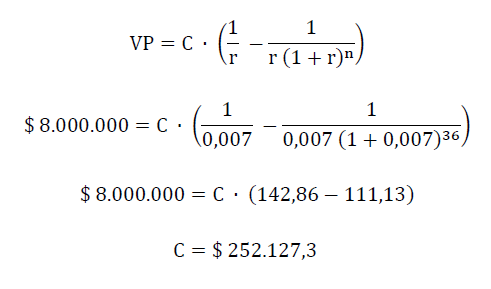 VP = C · (1/r − 1/(r (1 + r)ⁿ))
$ 8.000.000 = C · (1/0,007 − 1/(0,007 (1 + 0,007)³⁶))
$ 8.000.000 = C · (142,86 – 111,13)
C = $ 252.127,3